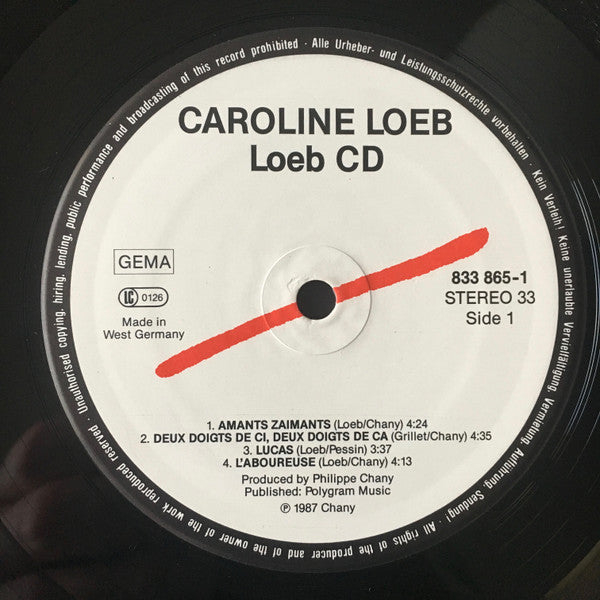 Unauthorised copying, hiring, lending, public performance and broadcasting of this record prohibited · Alle Urheber- und Leistungsschutzrechte vorbehalten · Kein Verleih! Keine unerlaubte Vervielfältigung, Vermietung, Aufführung, Sendung! · All rights of the producer and of the owner of the work reproduced reserved ·
CAROLINE LOEB
Loeb CD
GEMA
LC 0126
Made in
West Germany
833 865-1
STEREO 33
Side 1
1. AMANTS ZAIMANTS (Loeb/Chany) 4:24
2. DEUX DOIGTS DE CI, DEUX DOIGTS DE CA (Grillet/Chany) 4:35
3. LUCAS (Loeb/Pessin) 3:37
4. L'ABOUREUSE (Loeb/Chany) 4:13
Produced by Philippe Chany
Published: Polygram Music
℗ 1987 Chany